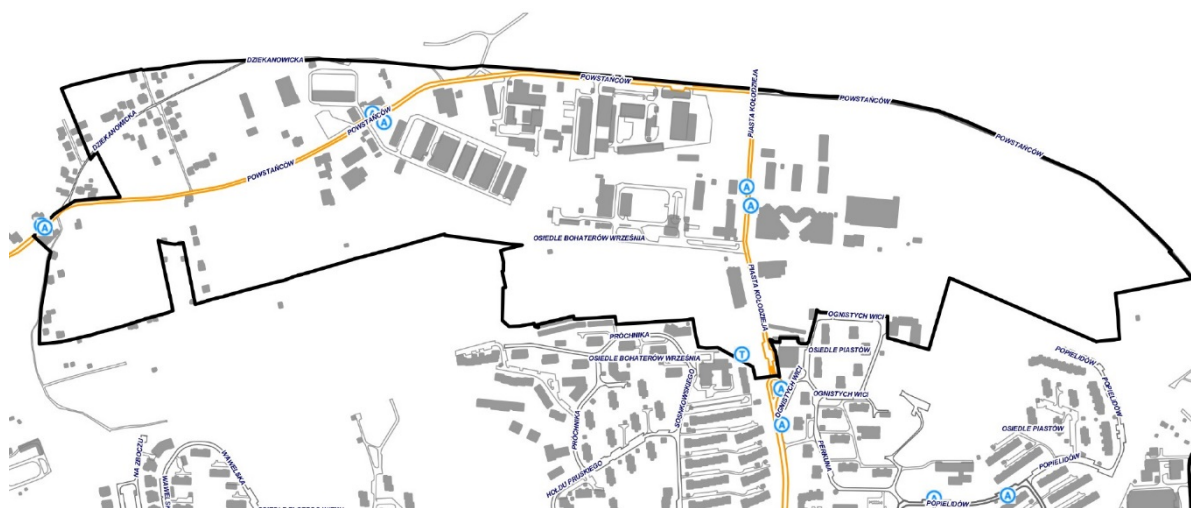 DZIEKANOWICKA
POWSTAŃCÓW
PIASTA KOŁODZIEJA
POWSTAŃCÓW
A
POWSTAŃCÓW
A
DZIEKANOWICKA
POWSTAŃCÓW
POWSTAŃCÓW
A
A
A
OSIEDLE BOHATERÓW WRZEŚNIA
PIASTA KOŁODZIEJA
OGNISTYCH WICI
PRÓCHNIKA
OSIEDLE BOHATERÓW WRZEŚNIA
T
OSIEDLE PIASTÓW
POPIELIDÓW
SOSNKOWSKIEGO
OGNISTYCH WICI
A
OGNISTYCH WICI
POPIELIDÓW
A
PRÓCHNIKA
OSIEDLE PIASTÓW
NA ZBOCZU
WAWELSKA
HOŁDU PRUSKIEGO
PERKUNA
POPIELIDÓW
A
A
POPIELIDÓW